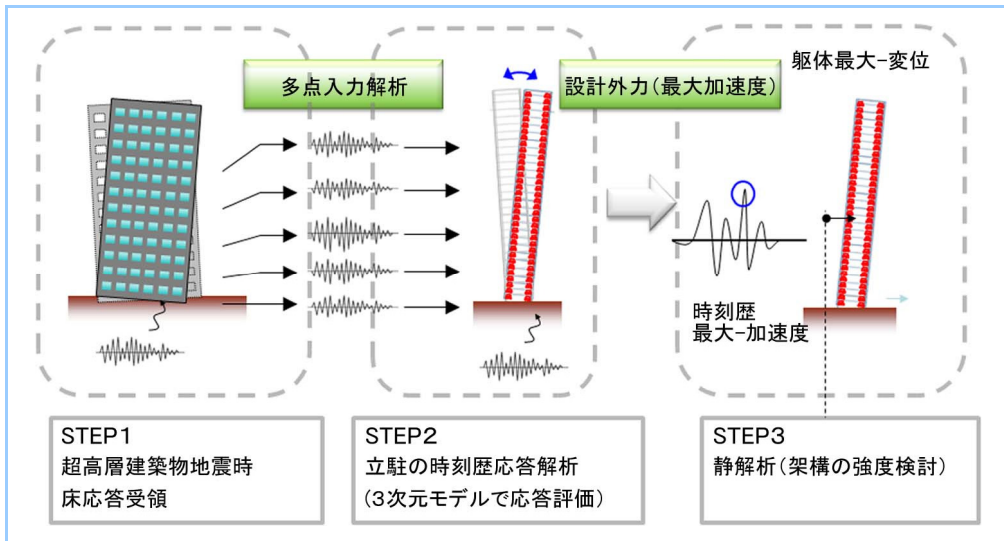 多点入力解析
設計外力(最大加速度)
躯体最大-変位
時刻歴
最大-加速度
STEP1
超高層建築物地震時
床応答受領
STEP2
立駐の時刻歴応答解析
(3次元モデルで応答評価)
STEP3
静解析(架構の強度検討)